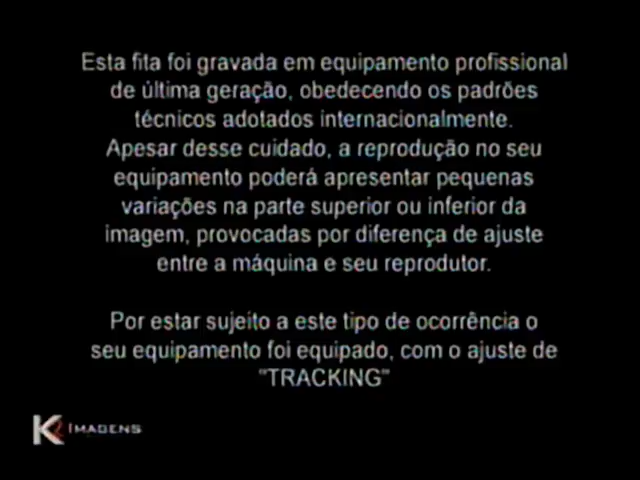 Esta fita foi gravada em equipamento profissional
de última geração, obedecendo os padrões
técnicos adotados internacionalmente.
Apesar desse cuidado, a reprodução no seu
equipamento poderá apresentar pequenas
variações na parte superior ou inferior da
imagem, provocadas por diferença de ajuste
entre a máquina e seu reprodutor.
Por estar sujeito a este tipo de ocorrência o
seu equipamento foi equipado, com o ajuste de
"TRACKING"
K2 IMAGENS